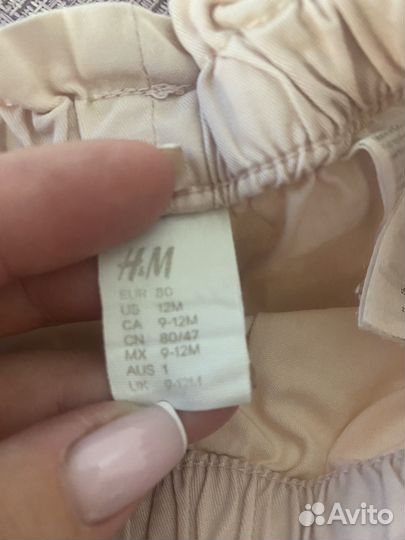 H&M
EUR 80
US 12M
CA 9-12M
CN 80/47
MX 9-12M
AUS 1
UK 9-12M
Avito